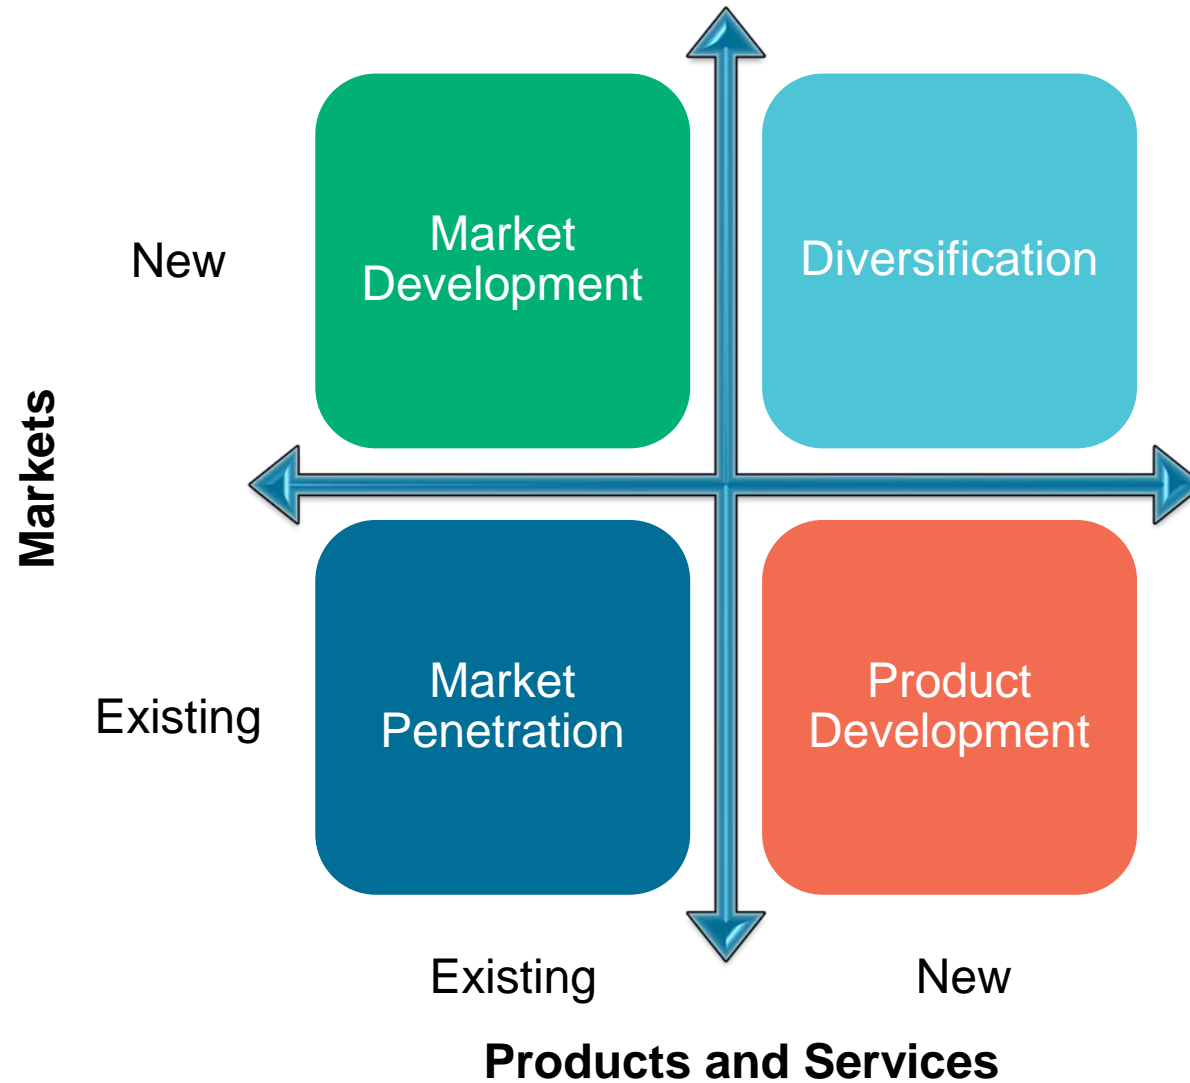 Market
Development
Diversification
New
Markets
Market
Penetration
Product
Development
Existing
Existing
New
Products and Services